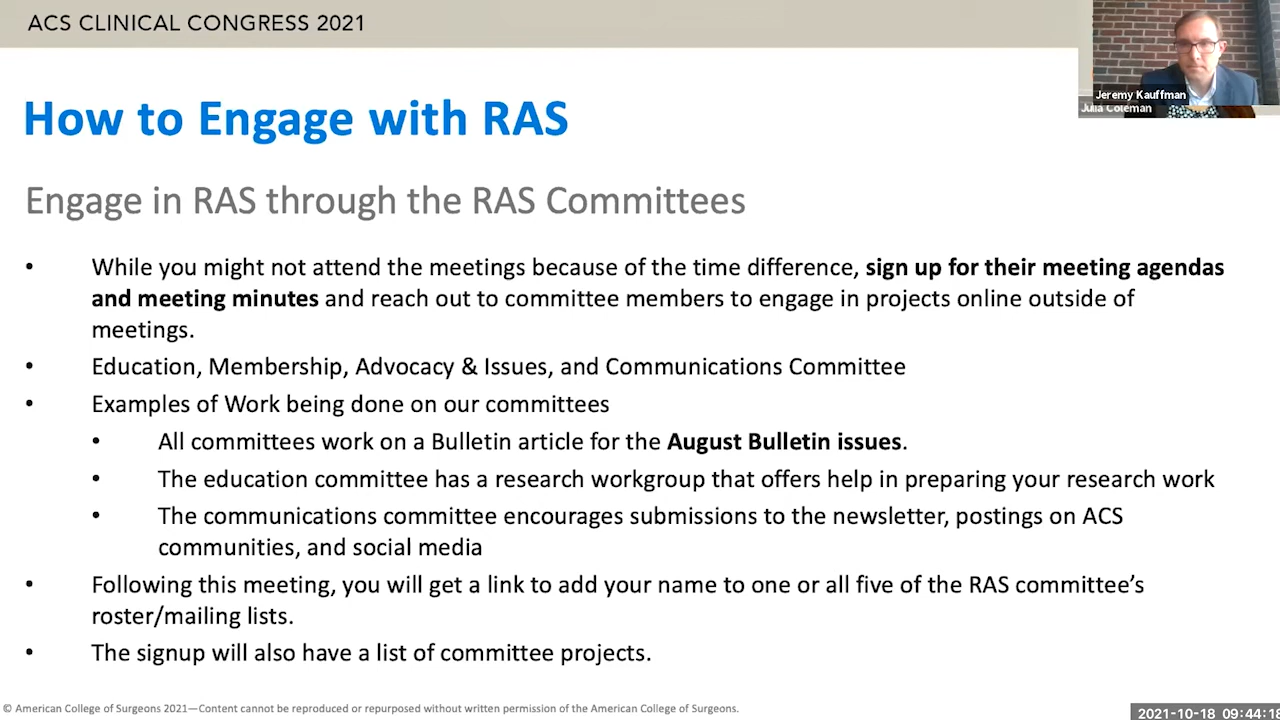 ACS CLINICAL CONGRESS 2021
Jeremy Kauffman
Julia Coleman
How to Engage with RAS
Engage in RAS through the RAS Committees
• While you might not attend the meetings because of the time difference, sign up for their meeting agendas
and meeting minutes and reach out to committee members to engage in projects online outside of
meetings.
• Education, Membership, Advocacy & Issues, and Communications Committee
• Examples of Work being done on our committees
• All committees work on a Bulletin article for the August Bulletin issues.
• The education committee has a research workgroup that offers help in preparing your research work
• The communications committee encourages submissions to the newsletter, postings on ACS
communities, and social media
• Following this meeting, you will get a link to add your name to one or all five of the RAS committee's
roster/mailing lists.
• The signup will also have a list of committee projects.
© American College of Surgeons 2021—Content cannot be reproduced or repurposed without written permission of the American College of Surgeons.
2021-10-18 09:44:18